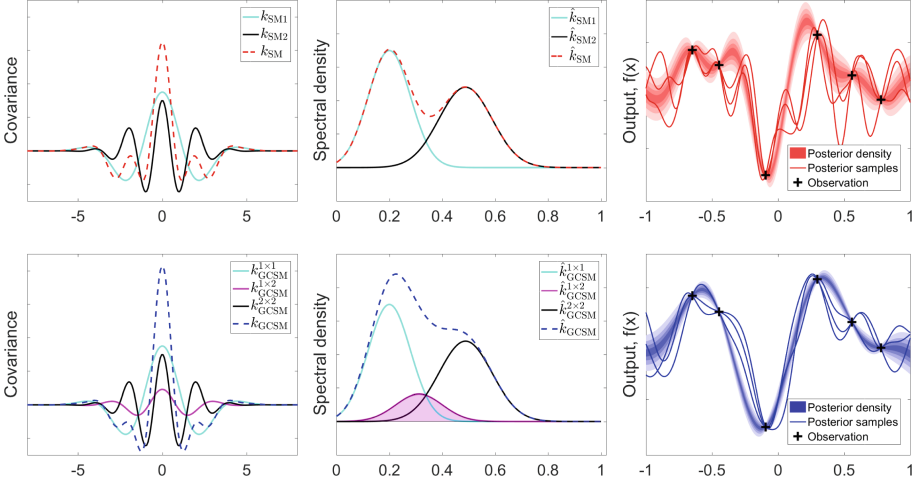 Covariance
k_SM1
k_SM2
k_SM
-5 0 5
Spectral density
k̂_SM1
k̂_SM2
k̂_SM
0 0.2 0.4 0.6 0.8 1
Output, f(x)
Posterior density
Posterior samples
Observation
-1 -0.5 0 0.5 1
Covariance
k^{1×1}_GCSM
k^{1×2}_GCSM
k^{2×2}_GCSM
k_GCSM
-5 0 5
Spectral density
k̂^{1×1}_GCSM
k̂^{1×2}_GCSM
k̂^{2×2}_GCSM
k̂_GCSM
0 0.2 0.4 0.6 0.8 1
Output, f(x)
Posterior density
Posterior samples
Observation
-1 -0.5 0 0.5 1